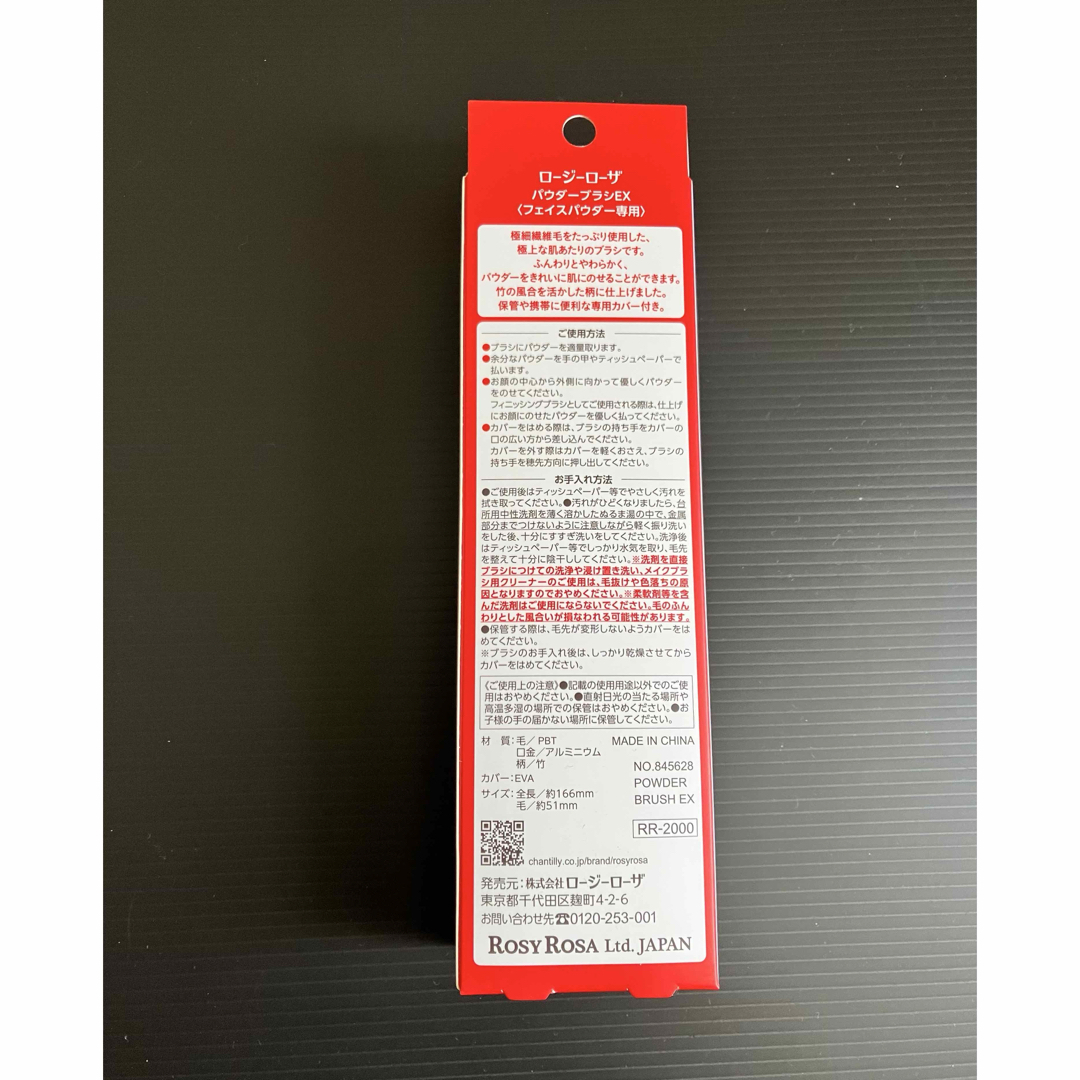 ロージーローザ
パウダーブラシEX
〈フェイスパウダー専用〉
極細繊維毛をたっぷり使用した、
極上な肌あたりのブラシです。
ふんわりとやわらかく、
パウダーをきれいに肌にのせることができます。
竹の風合を活かした柄に仕上げました。
保管や携帯に便利な専用カバー付き。
ご使用方法
●ブラシにパウダーを適量取ります。
●余分なパウダーを手の甲やティッシュペーパーで
払います。
●お顔の中心から外側に向かって優しくパウダー
をのせてください。
フィニッシングブラシとしてご使用される際は、仕上げ
にお顔にのせたパウダーを優しく払ってください。
●カバーをはめる際は、ブラシの持ち手をカバーの
口の広い方から差し込んでください。
カバーを外す際はカバーを軽くおさえ、ブラシの
持ち手を穂先方向に押し出してください。
お手入れ方法
●ご使用後はティッシュペーパー等でやさしく汚れを
拭き取ってください。●汚れがひどくなりましたら、台
所用中性洗剤を薄く溶かしたぬるま湯の中で、金属
部分までつけないように注意しながら軽く振り洗い
をした後、十分にすすぎ洗いをしてください。洗浄後
はティッシュペーパー等でしっかり水気を取り、毛先
を整えて十分に陰干ししてください。※洗剤を直接
ブラシにつけての洗浄や浸け置き洗い、メイクブラ
シ用クリーナーのご使用は、毛抜けや色落ちの原
因となりますのでおやめください。※柔軟剤等を含
んだ洗剤はご使用にならないでください。毛のふん
わりとした風合いが損なわれる可能性があります。
●保管する際は、毛先が変形しないようカバーをは
めてください。
※ブラシのお手入れ後は、しっかり乾燥させてから
カバーをはめてください。
《ご使用上の注意》●記載の使用用途以外でのご使
用はおやめください。●直射日光の当たる場所や
高温多湿の場所での保管はおやめください。●お
子様の手の届かない場所に保管してください。
材 質:毛/PBT
口金/アルミニウム
柄/竹
カバー:EVA
サイズ:全長/約166mm
毛/約51mm
MADE IN CHINA
NO.845628
POWDER
BRUSH EX
RR-2000
chantilly.co.jp/brand/rosyrosa
発売元:株式会社ロージーローザ
東京都千代田区麹町4-2-6
お問い合わせ先☎0120-253-001
ROSY ROSA Ltd. JAPAN